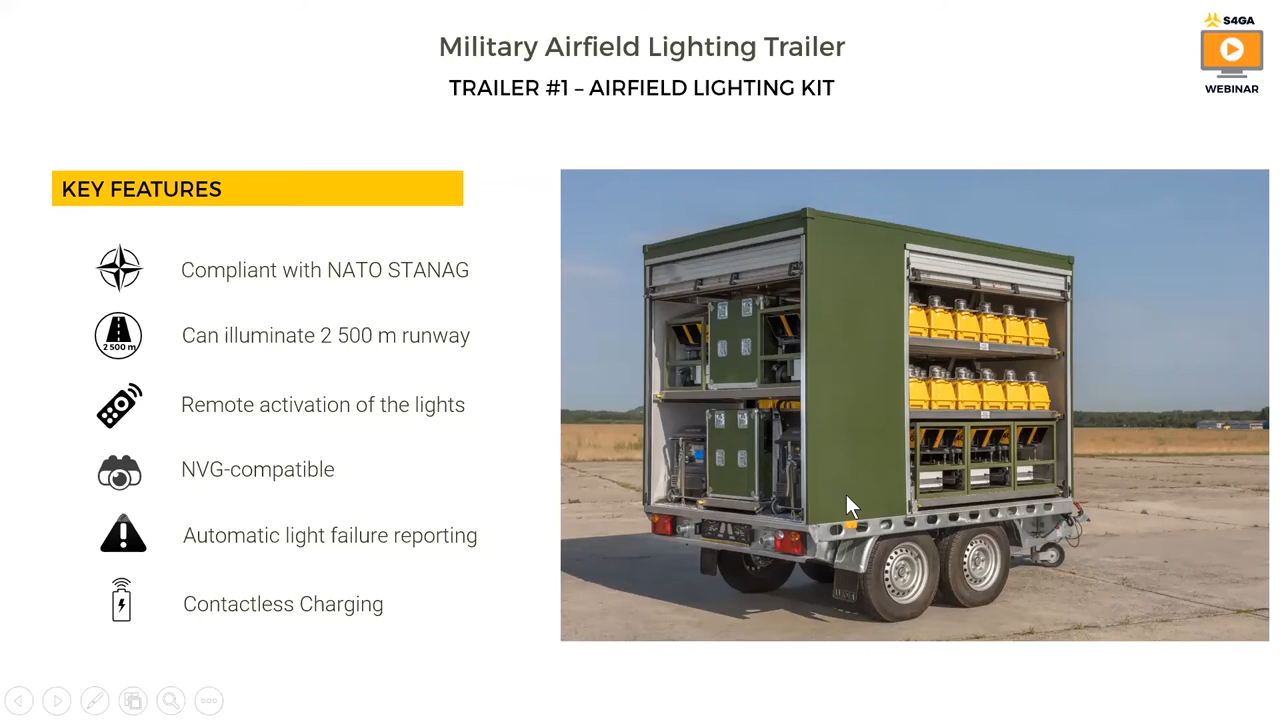 Military Airfield Lighting Trailer
TRAILER #1 – AIRFIELD LIGHTING KIT
S4GA
WEBINAR
KEY FEATURES
Compliant with NATO STANAG
2 500 m
Can illuminate 2 500 m runway
Remote activation of the lights
NVG-compatible
Automatic light failure reporting
Contactless Charging